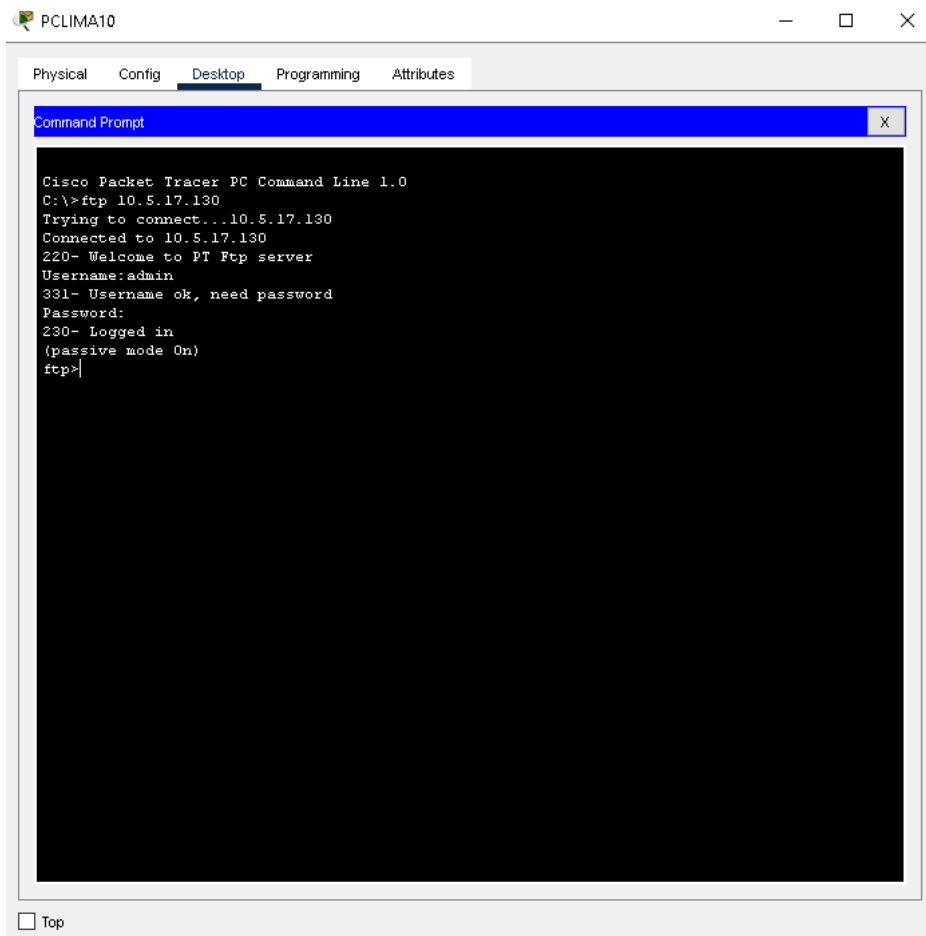 PCLIMA10
Physical Config Desktop Programming Attributes
Command Prompt X
Cisco Packet Tracer PC Command Line 1.0
C:\>ftp 10.5.17.130
Trying to connect...10.5.17.130
Connected to 10.5.17.130
220- Welcome to PT Ftp server
Username:admin
331- Username ok, need password
Password:
230- Logged in
(passive mode On)
ftp>
Top